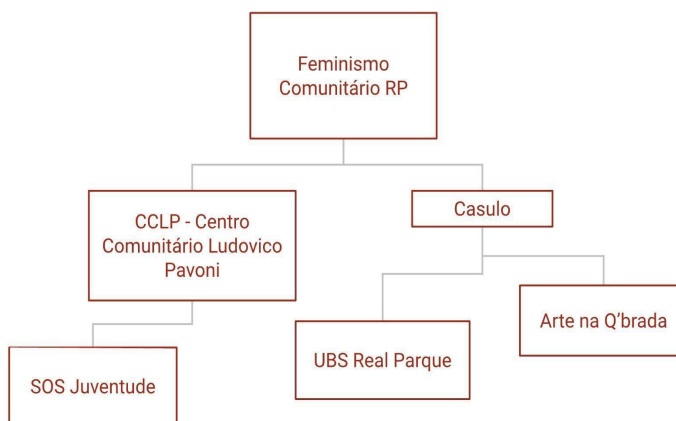 Feminismo
Comunitário RP
CCLP - Centro
Comunitário Ludovico
Pavoni
Casulo
SOS Juventude
UBS Real Parque
Arte na Q'brada